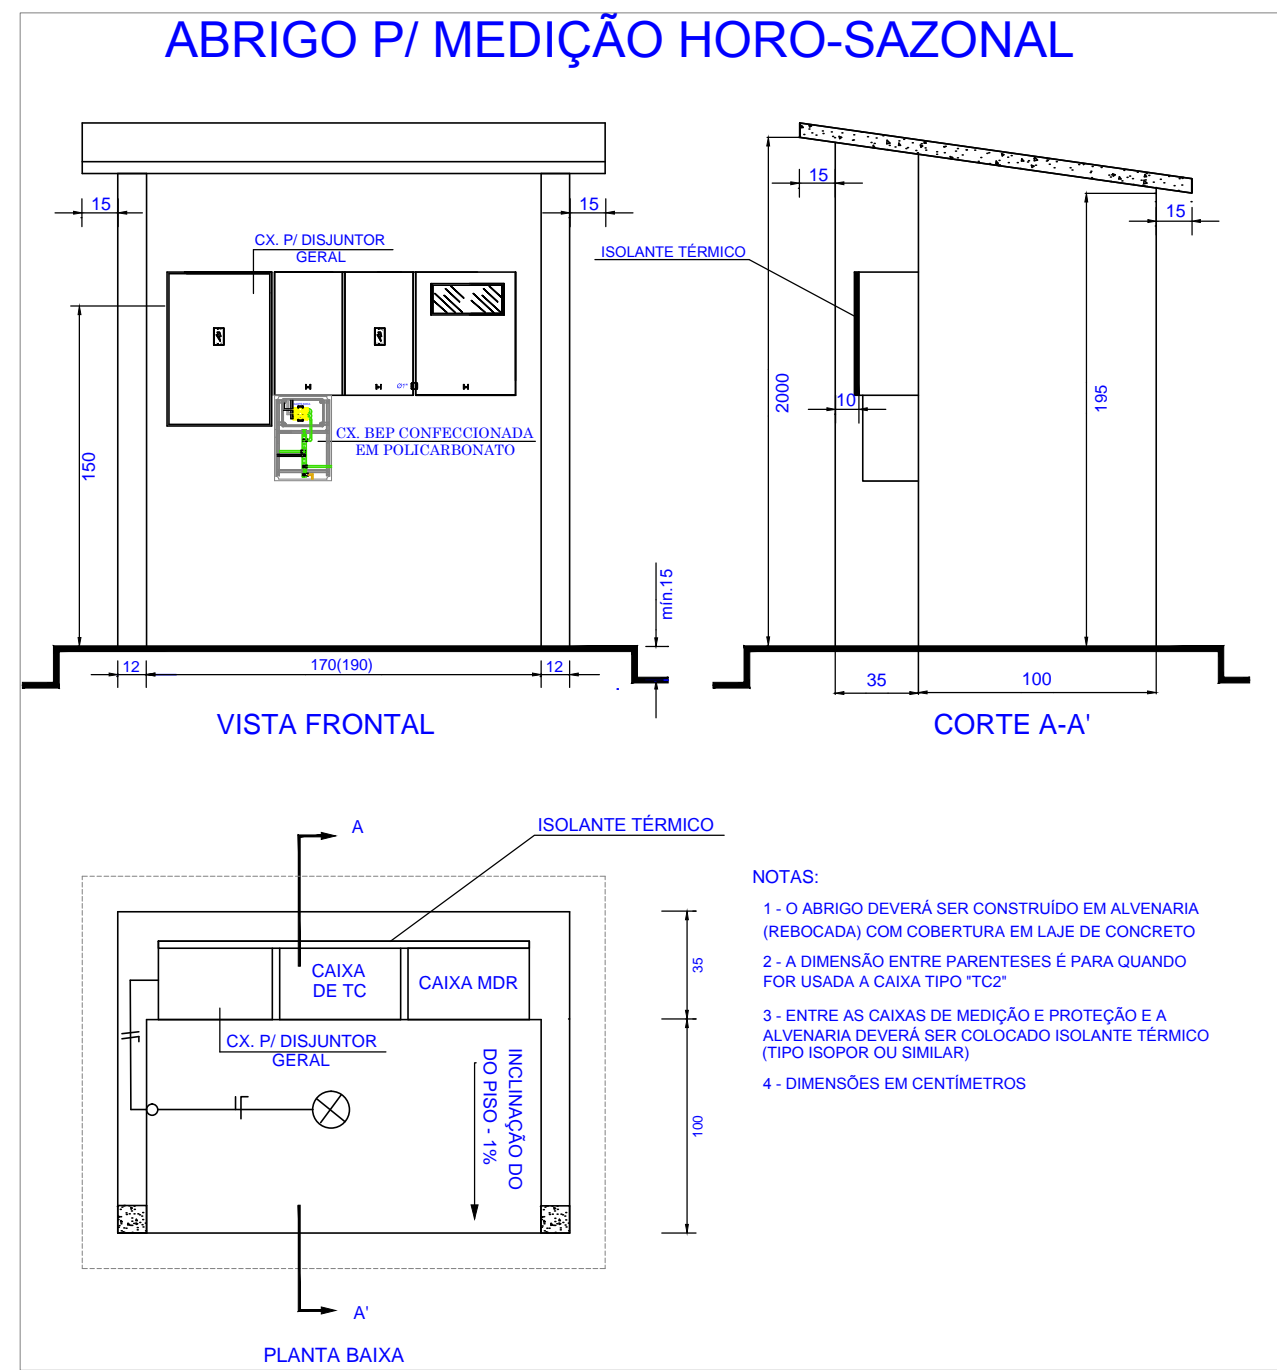 ABRIGO P/ MEDIÇÃO HORO-SAZONAL
15
15
CX. P/ DISJUNTOR
GERAL
150
CX. BEP CONFECCIONADA
EM POLICARBONATO
mín.15
12
170(190)
12
VISTA FRONTAL
15
15
ISOLANTE TÉRMICO
2000
10
195
35
100
CORTE A-A'
A
ISOLANTE TÉRMICO
CAIXA
DE TC
CAIXA MDR
CX. P/ DISJUNTOR
GERAL
INCLINAÇÃO DO
DO PISO - 1%
35
100
A'
PLANTA BAIXA
NOTAS:
1 - O ABRIGO DEVERÁ SER CONSTRUÍDO EM ALVENARIA
(REBOCADA) COM COBERTURA EM LAJE DE CONCRETO
2 - A DIMENSÃO ENTRE PARENTESES É PARA QUANDO
FOR USADA A CAIXA TIPO "TC2"
3 - ENTRE AS CAIXAS DE MEDIÇÃO E PROTEÇÃO E A
ALVENARIA DEVERÁ SER COLOCADO ISOLANTE TÉRMICO
(TIPO ISOPOR OU SIMILAR)
4 - DIMENSÕES EM CENTÍMETROS